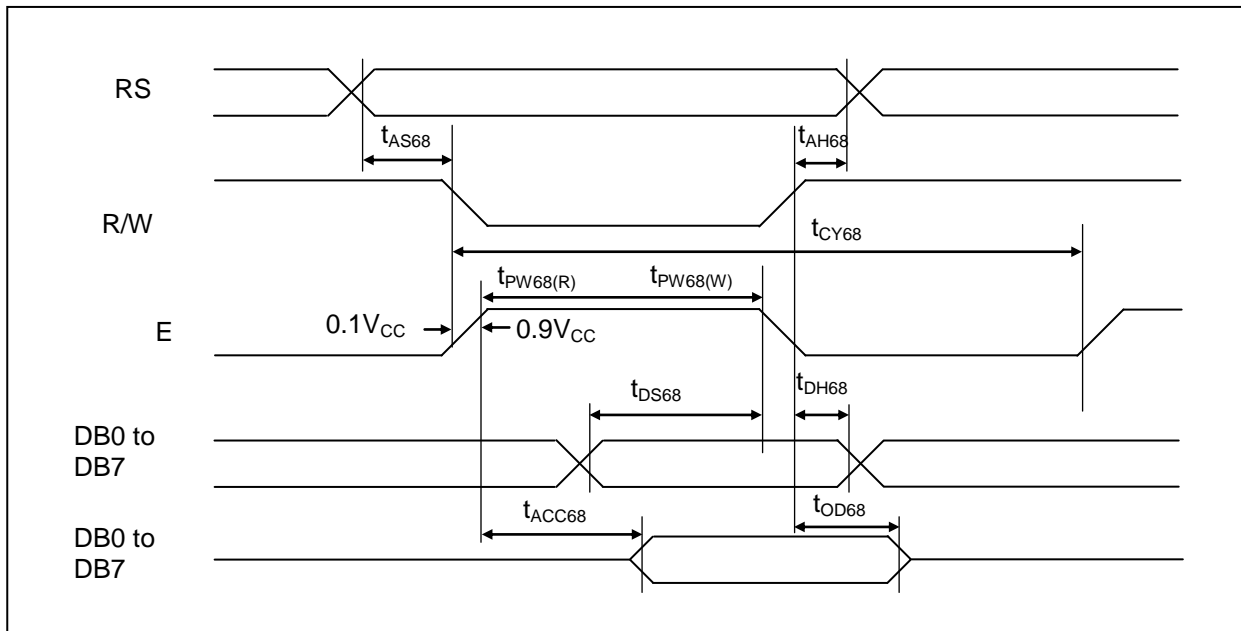 RS
tAS68
tAH68
R/W
tCY68
tPW68(R)
tPW68(W)
E
0.1VCC
0.9VCC
tDS68
tDH68
DB0 to
DB7
tACC68
tOD68
DB0 to
DB7